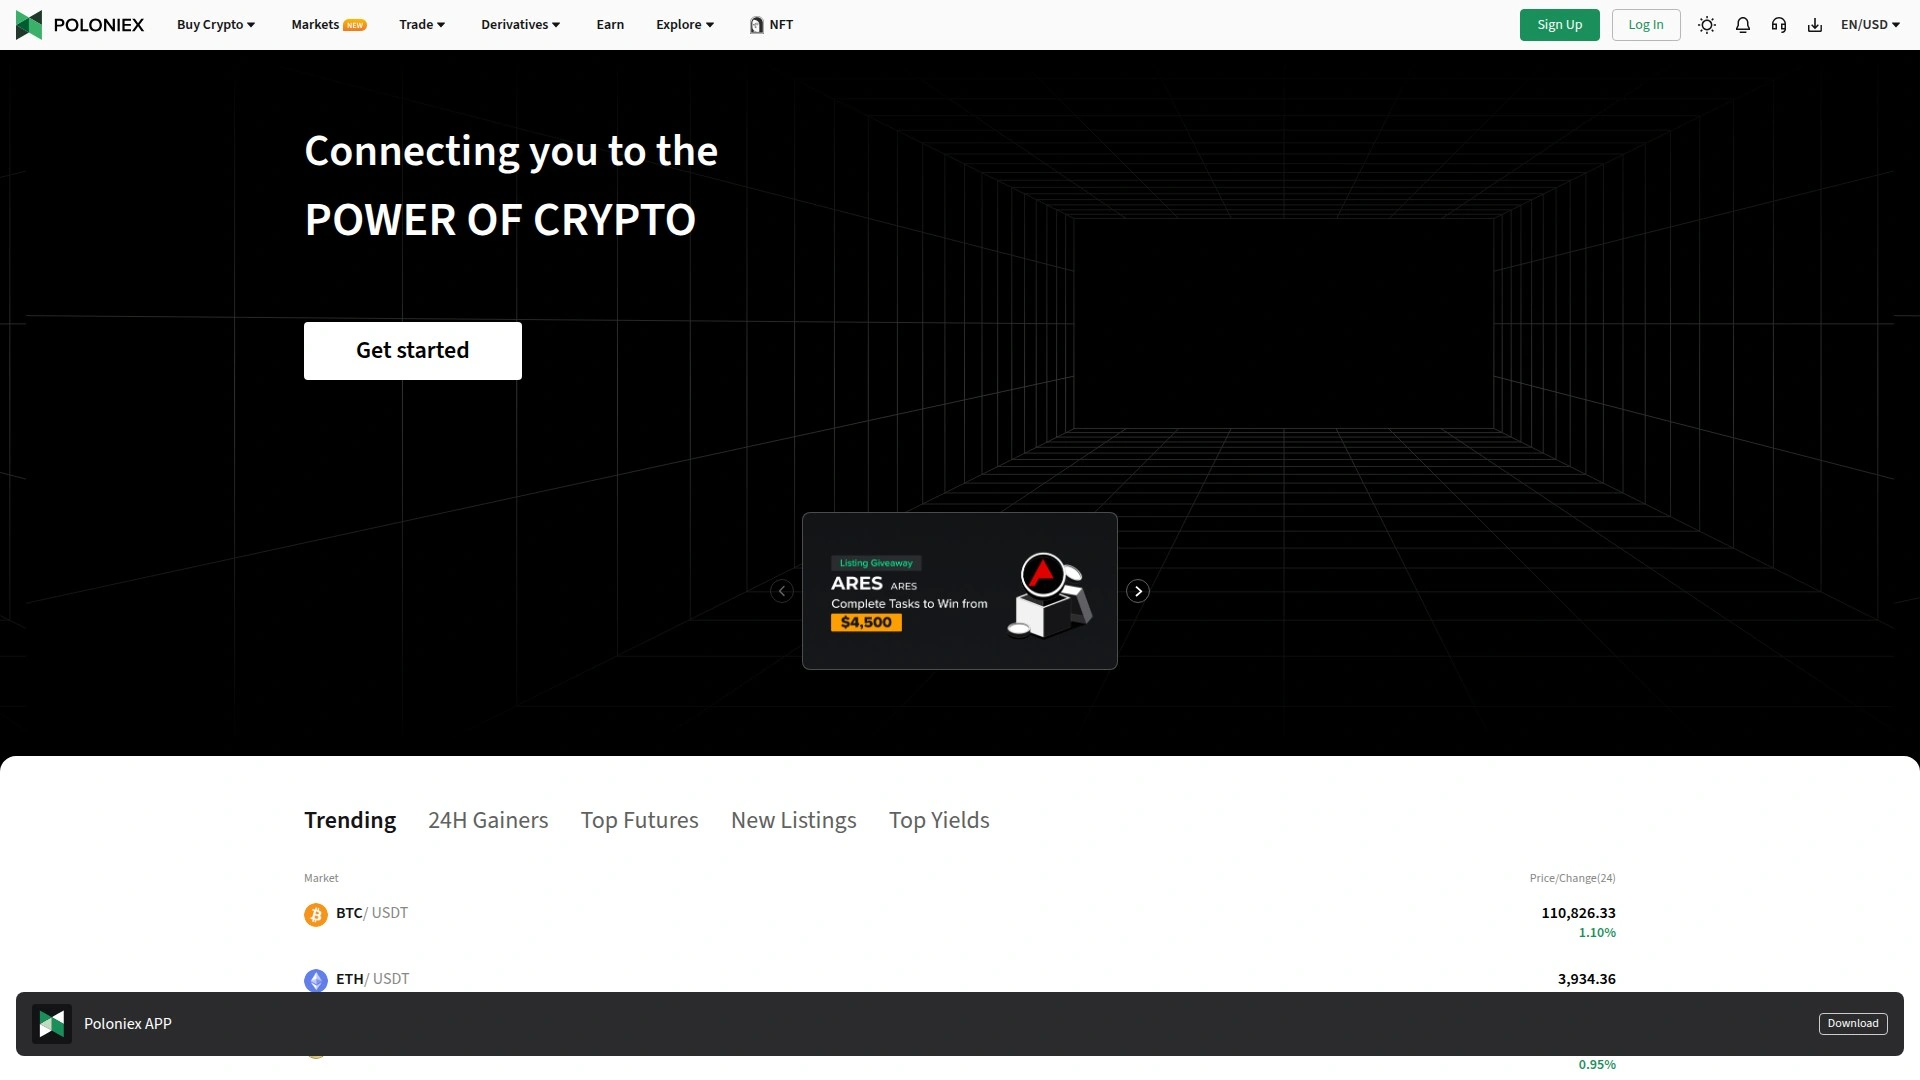 POLONIEX
Buy Crypto
Markets NEW
Trade
Derivatives
Earn
Explore
NFT
Sign Up
Log In
EN/USD
Connecting you to the
POWER OF CRYPTO
Get started
Listing Giveaway
ARES ARES
Complete Tasks to Win from
$4,500
Trending
24H Gainers
Top Futures
New Listings
Top Yields
Market
Price/Change(24)
BTC/ USDT
110,826.33
1.10%
ETH/ USDT
3,934.36
Poloniex APP
Download
0.95%